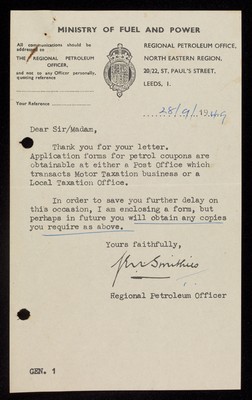 MINISTRY OF FUEL AND POWER
All communications should be
addressed to
THE REGIONAL PETROLEUM
OFFICER,
and not to any Officer personally,
quoting reference
Your Reference
REGIONAL PETROLEUM OFFICE,
NORTH EASTERN REGION,
20/22, ST. PAUL'S STREET,
LEEDS, 1.
28/9/1949
Dear Sir/Madam,
Thank you for your letter.
Application forms for petrol coupons are
obtainable at either a Post Office which
transacts Motor Taxation business or a
Local Taxation Office.
In order to save you further delay on
this occasion, I am enclosing a form, but
perhaps in future you will obtain any copies
you require as above.
Yours faithfully,
Smithies
Regional Petroleum Officer
GEN. 1